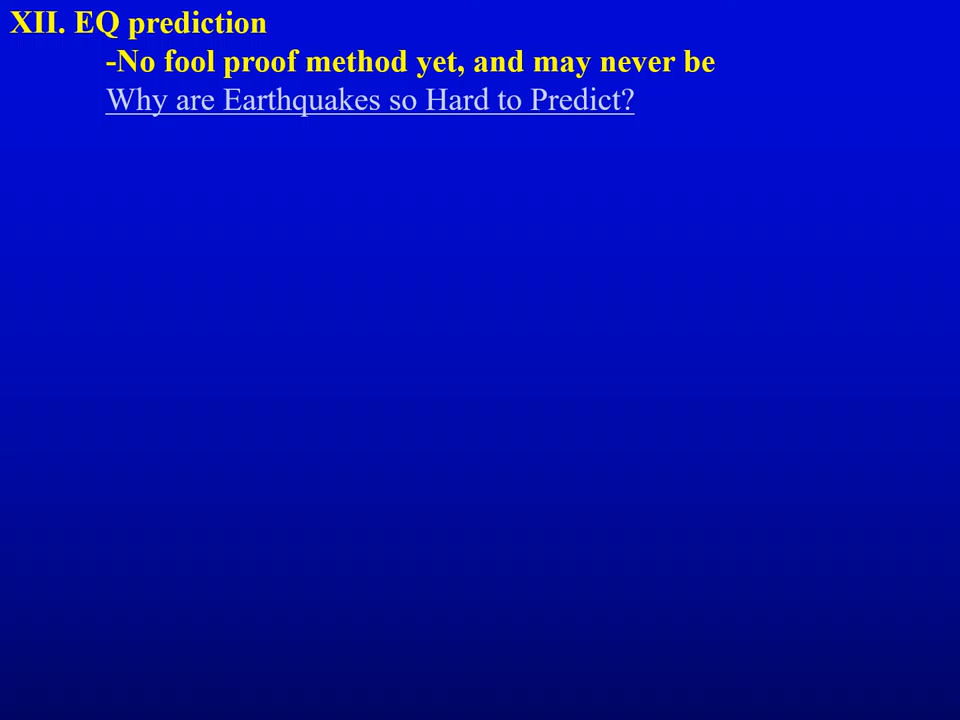 XII. EQ prediction
-No fool proof method yet, and may never be
Why are Earthquakes so Hard to Predict?